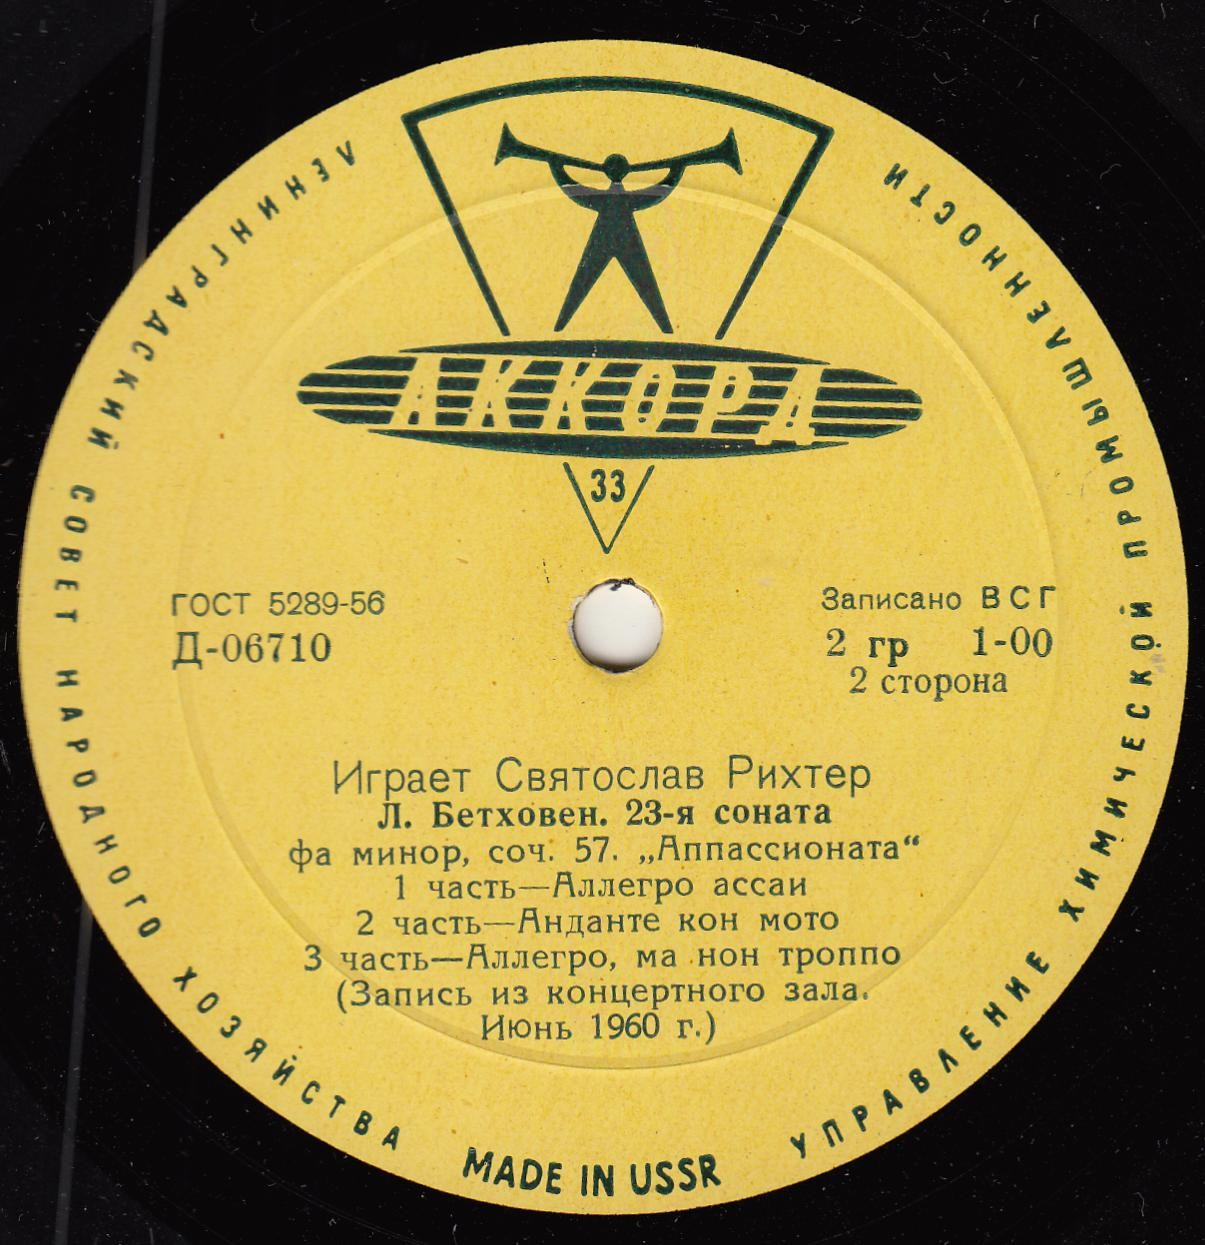 ЛЕНИНГРАДСКИЙ СОВЕТ НАРОДНОГО ХОЗЯЙСТВА
УПРАВЛЕНИЕ ХИМИЧЕСКОЙ ПРОМЫШЛЕННОСТИ
АККОРД
33
ГОСТ 5289-56
Д-06710
Записано ВСГ
2 гр 1-00
2 сторона
Играет Святослав Рихтер
Л. Бетховен. 23-я соната
фа минор, соч. 57. „Аппассионата“
1 часть—Аллегро ассаи
2 часть—Анданте кон мото
3 часть—Аллегро, ма нон троппо
(Запись из концертного зала.
Июнь 1960 г.)
MADE IN USSR